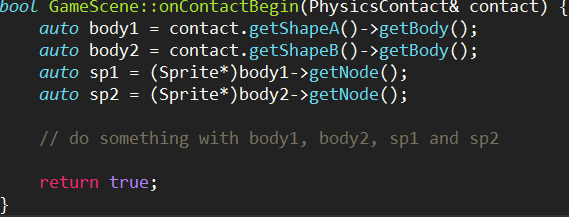 bool GameScene::onContactBegin(PhysicsContact& contact) {
    auto body1 = contact.getShapeA()->getBody();
    auto body2 = contact.getShapeB()->getBody();
    auto sp1 = (Sprite*)body1->getNode();
    auto sp2 = (Sprite*)body2->getNode();

    // do something with body1, body2, sp1 and sp2

    return true;
}